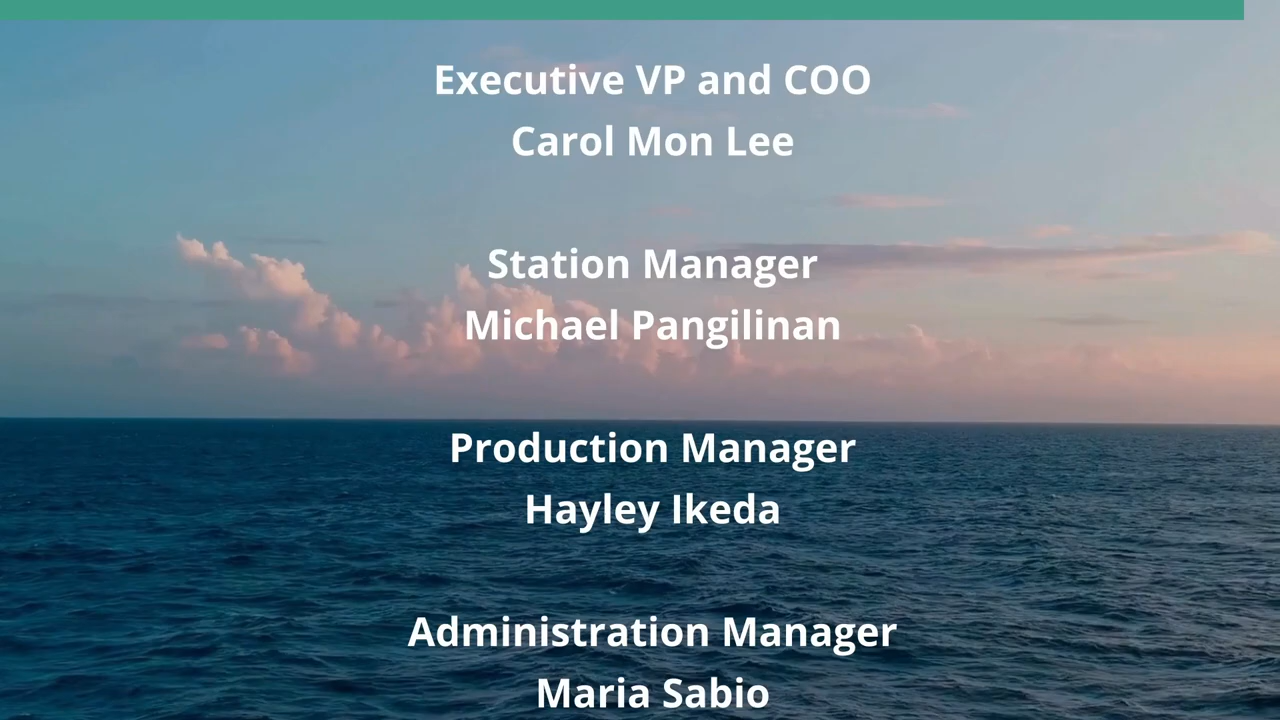 Executive VP and COO
Carol Mon Lee
Station Manager
Michael Pangilinan
Production Manager
Hayley Ikeda
Administration Manager
Maria Sabio